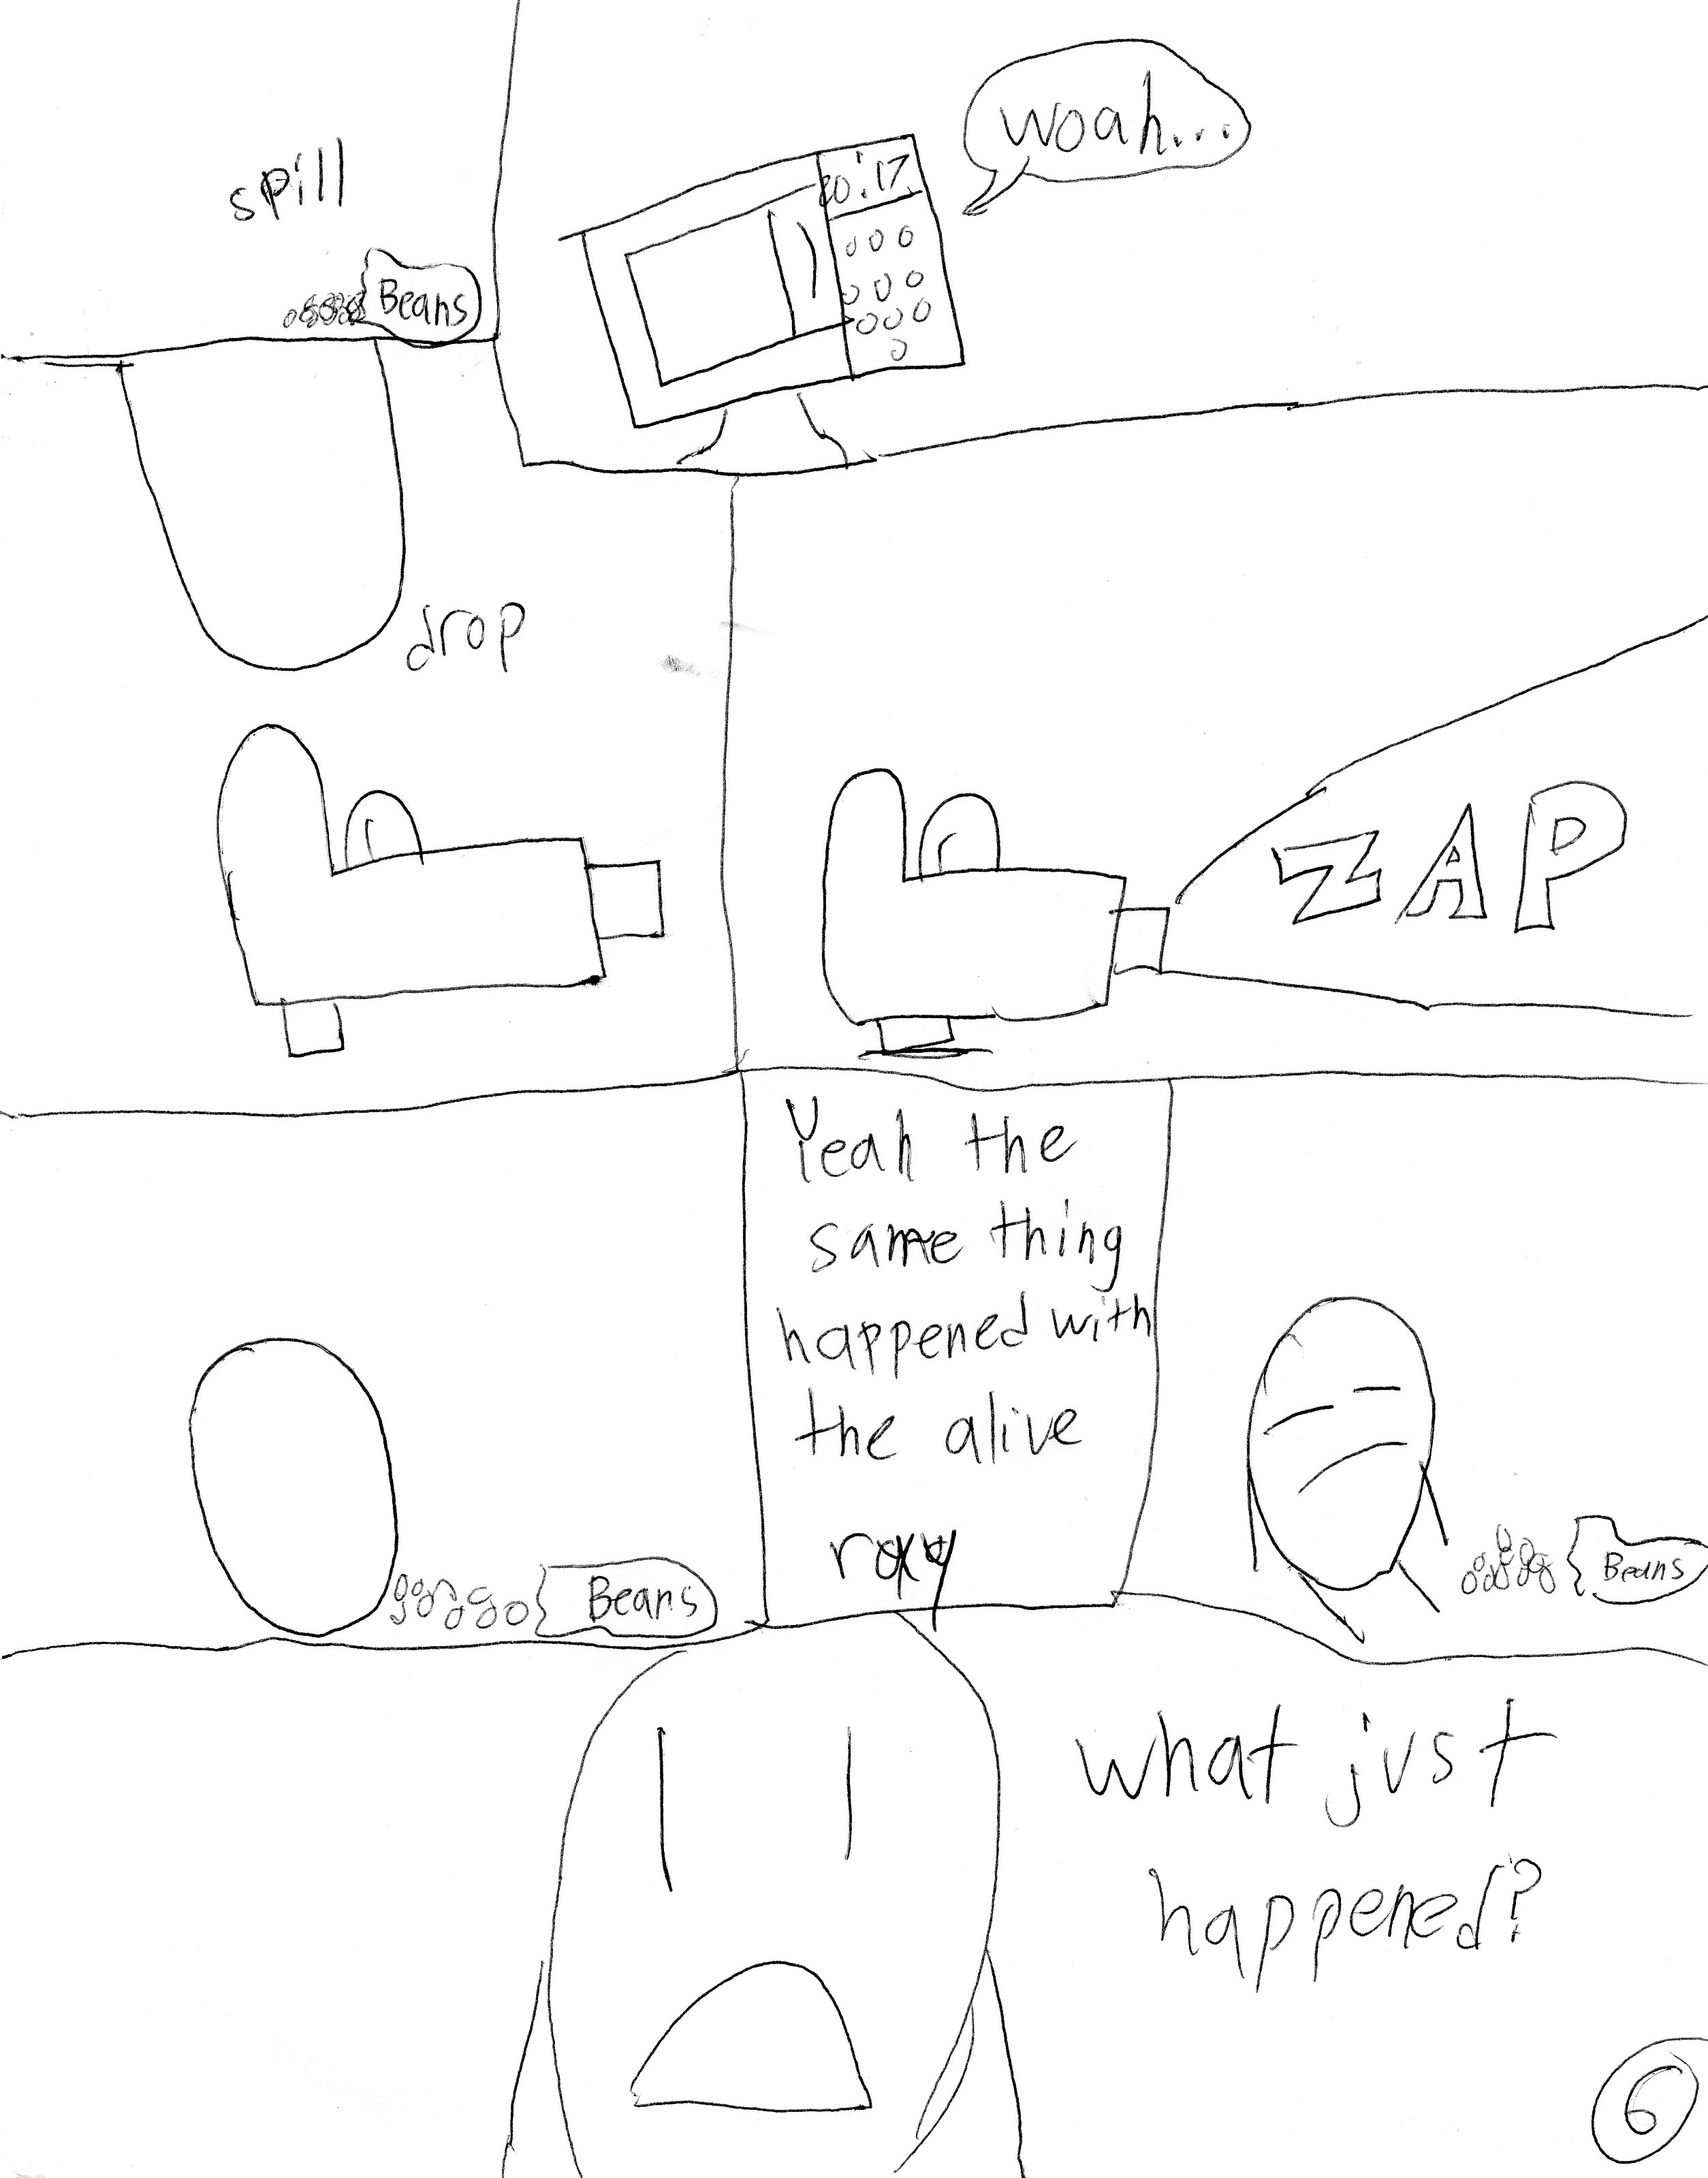 spill
Beans
woah...
20:17
drop
ZAP
Yeah the
same thing
happened with
the alive
roxy
Beans
Beans
what just
happened?
6